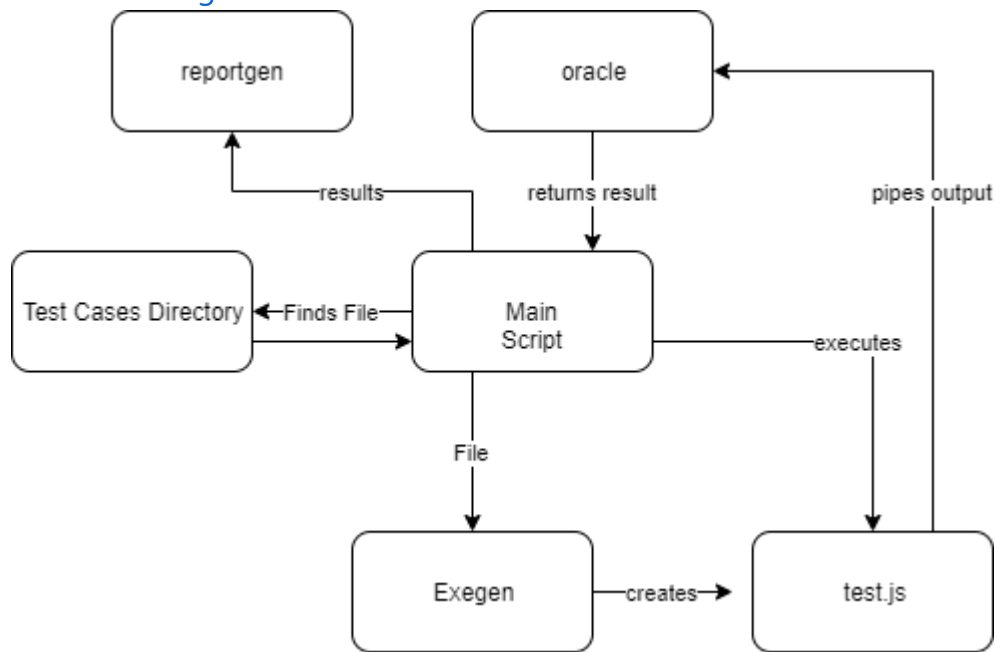 reportgen
oracle
results
returns result
pipes output
Test Cases Directory
Finds File
Main
Script
executes
File
Exegen
creates
test.js